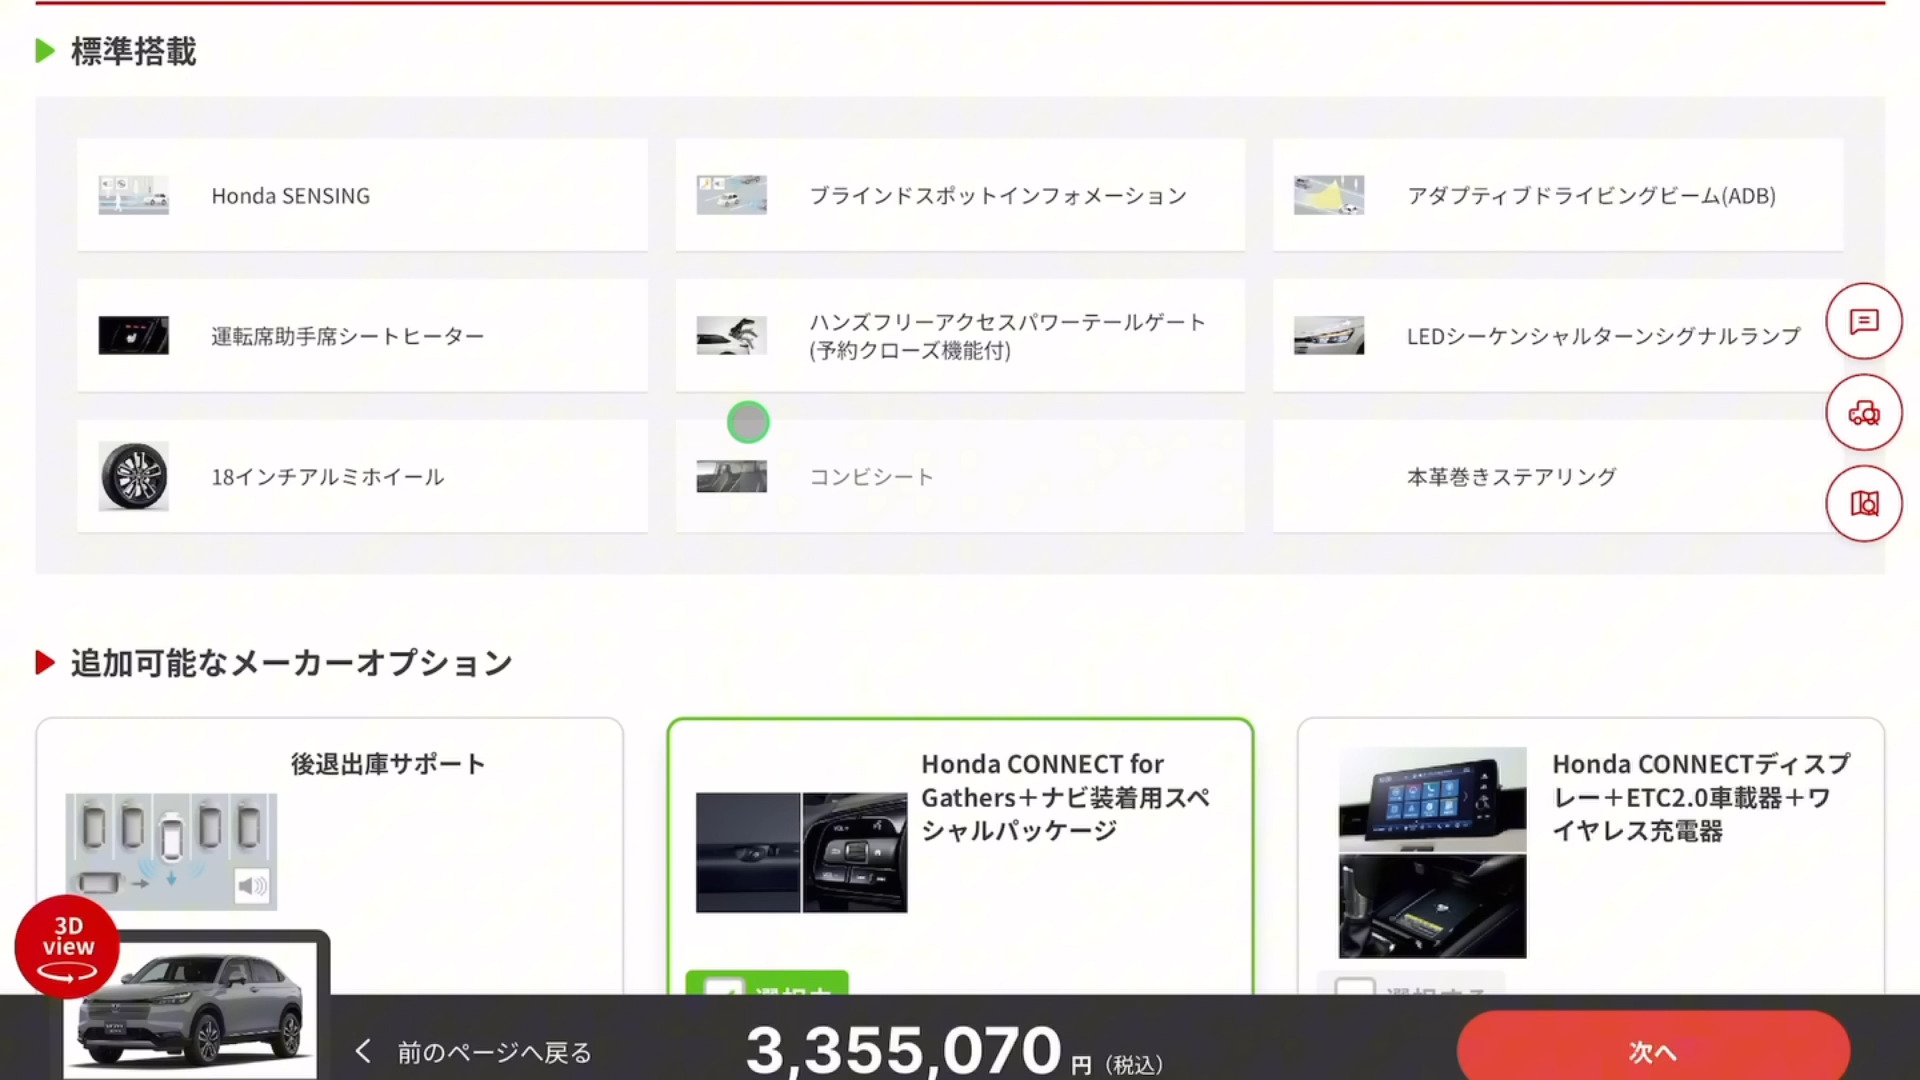 標準搭載
Honda SENSING
ブラインドスポットインフォメーション
アダプティブドライビングビーム(ADB)
運転席助手席シートヒーター
ハンズフリーアクセスパワーテールゲート
(予約クローズ機能付)
LEDシーケンシャルターンシグナルランプ
18インチアルミホイール
コンビシート
本革巻きステアリング
追加可能なメーカーオプション
後退出庫サポート
Honda CONNECT for
Gathers＋ナビ装着用スペ
シャルパッケージ
Honda CONNECTディスプ
レー＋ETC2.0車載器＋ワ
イヤレス充電器
3D
view
前のページへ戻る
3,355,070 円（税込）
次へ